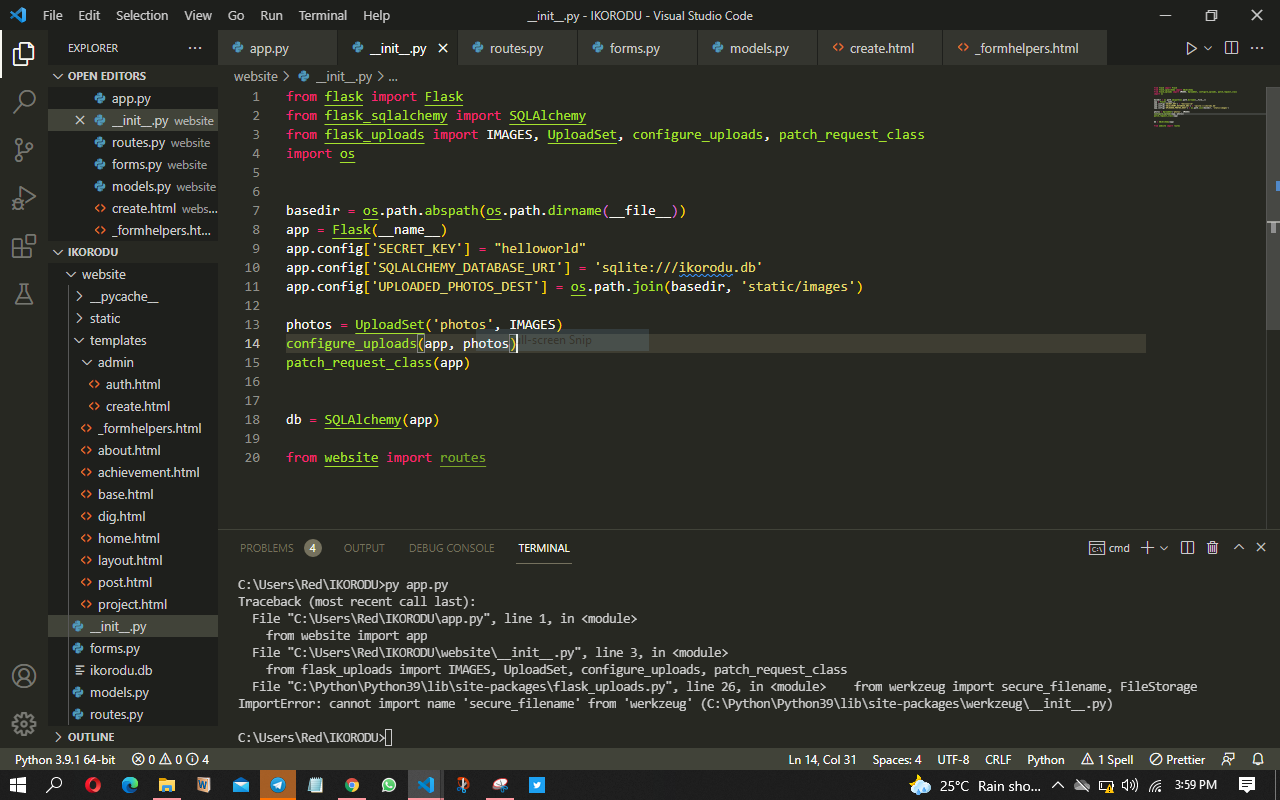 File Edit Selection View Go Run Terminal Help
__init__.py - IKORODU - Visual Studio Code
EXPLORER
app.py
__init__.py
routes.py
forms.py
models.py
create.html
_formhelpers.html
OPEN EDITORS
app.py
__init__.py website
routes.py website
forms.py website
models.py website
create.html webs...
_formhelpers.ht...
IKORODU
website
__pycache__
static
templates
admin
auth.html
create.html
_formhelpers.html
about.html
achievement.html
base.html
dig.html
home.html
layout.html
post.html
project.html
__init__.py
forms.py
ikorodu.db
models.py
routes.py
OUTLINE
website > __init__.py > ...
1 from flask import Flask
2 from flask_sqlalchemy import SQLAlchemy
3 from flask_uploads import IMAGES, UploadSet, configure_uploads, patch_request_class
4 import os
5
6
7 basedir = os.path.abspath(os.path.dirname(__file__))
8 app = Flask(__name__)
9 app.config['SECRET_KEY'] = "helloworld"
10 app.config['SQLALCHEMY_DATABASE_URI'] = 'sqlite:///ikorodu.db'
11 app.config['UPLOADED_PHOTOS_DEST'] = os.path.join(basedir, 'static/images')
12
13 photos = UploadSet('photos', IMAGES)
14 configure_uploads(app, photos)
15 patch_request_class(app)
16
17
18 db = SQLAlchemy(app)
19
20 from website import routes
PROBLEMS 4 OUTPUT DEBUG CONSOLE TERMINAL
cmd
C:\Users\Red\IKORODU>py app.py
Traceback (most recent call last):
File "C:\Users\Red\IKORODU\app.py", line 1, in <module>
from website import app
File "C:\Users\Red\IKORODU\website\__init__.py", line 3, in <module>
from flask_uploads import IMAGES, UploadSet, configure_uploads, patch_request_class
File "C:\Python\Python39\lib\site-packages\flask_uploads.py", line 26, in <module> from werkzeug import secure_filename, FileStorage
ImportError: cannot import name 'secure_filename' from 'werkzeug' (C:\Python\Python39\lib\site-packages\werkzeug\__init__.py)
C:\Users\Red\IKORODU>
Python 3.9.1 64-bit 0 0 4
Ln 14, Col 31 Spaces: 4 UTF-8 CRLF Python 1 Spell Prettier
25°C Rain sho... 3:59 PM